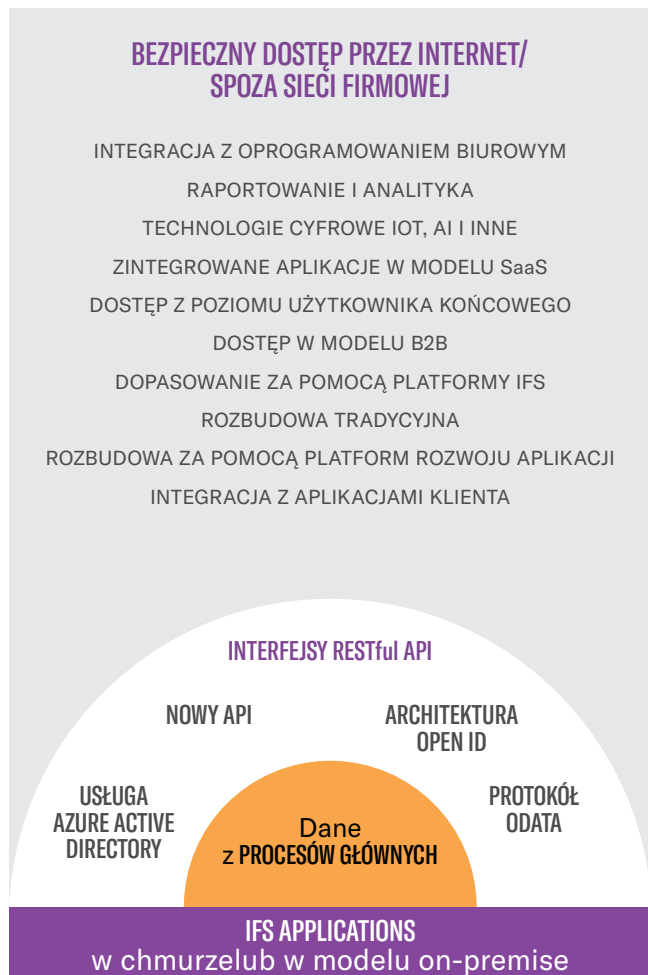 BEZPIECZNY DOSTĘP PRZEZ INTERNET/
SPOZA SIECI FIRMOWEJ
INTEGRACJA Z OPROGRAMOWANIEM BIUROWYM
RAPORTOWANIE I ANALITYKA
TECHNOLOGIE CYFROWE IOT, AI I INNE
ZINTEGROWANE APLIKACJE W MODELU SaaS
DOSTĘP Z POZIOMU UŻYTKOWNIKA KOŃCOWEGO
DOSTĘP W MODELU B2B
DOPASOWANIE ZA POMOCĄ PLATFORMY IFS
ROZBUDOWA TRADYCYJNA
ROZBUDOWA ZA POMOCĄ PLATFORM ROZWOJU APLIKACJI
INTEGRACJA Z APLIKACJAMI KLIENTA
INTERFEJSY RESTful API
NOWY API
ARCHITEKTURA
OPEN ID
USŁUGA
AZURE ACTIVE
DIRECTORY
PROTOKÓŁ
ODATA
Dane
z PROCESÓW GŁÓWNYCH
IFS APPLICATIONS
w chmurzelub w modelu on-premise